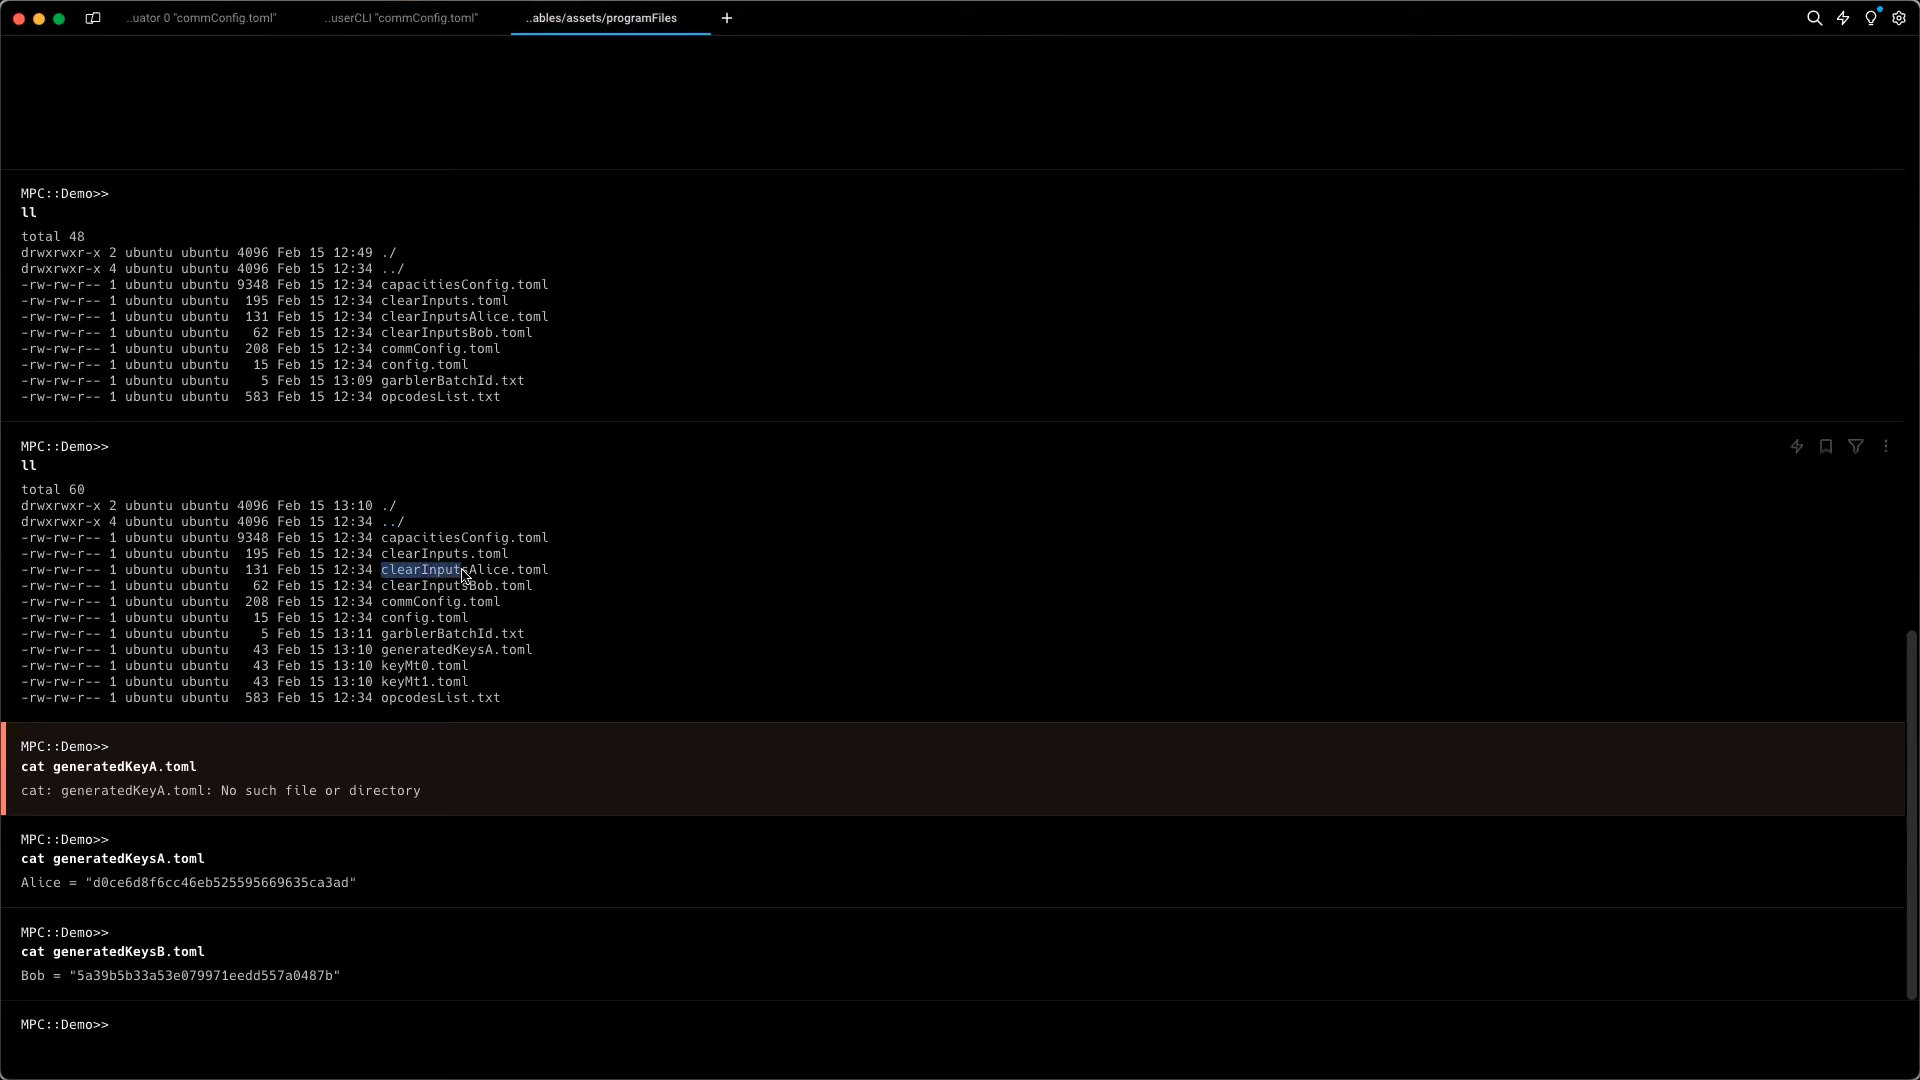 ..uator 0 "commConfig.toml"
..userCLI "commConfig.toml"
..ables/assets/programFiles
MPC::Demo>>
ll
total 48
drwxrwxr-x 2 ubuntu ubuntu 4096 Feb 15 12:49 ./
drwxrwxr-x 4 ubuntu ubuntu 4096 Feb 15 12:34 ../
-rw-rw-r-- 1 ubuntu ubuntu 9348 Feb 15 12:34 capacitiesConfig.toml
-rw-rw-r-- 1 ubuntu ubuntu  195 Feb 15 12:34 clearInputs.toml
-rw-rw-r-- 1 ubuntu ubuntu  131 Feb 15 12:34 clearInputsAlice.toml
-rw-rw-r-- 1 ubuntu ubuntu   62 Feb 15 12:34 clearInputsBob.toml
-rw-rw-r-- 1 ubuntu ubuntu  208 Feb 15 12:34 commConfig.toml
-rw-rw-r-- 1 ubuntu ubuntu   15 Feb 15 12:34 config.toml
-rw-rw-r-- 1 ubuntu ubuntu    5 Feb 15 13:09 garblerBatchId.txt
-rw-rw-r-- 1 ubuntu ubuntu  583 Feb 15 12:34 opcodesList.txt
MPC::Demo>>
ll
total 60
drwxrwxr-x 2 ubuntu ubuntu 4096 Feb 15 13:10 ./
drwxrwxr-x 4 ubuntu ubuntu 4096 Feb 15 12:34 ../
-rw-rw-r-- 1 ubuntu ubuntu 9348 Feb 15 12:34 capacitiesConfig.toml
-rw-rw-r-- 1 ubuntu ubuntu  195 Feb 15 12:34 clearInputs.toml
-rw-rw-r-- 1 ubuntu ubuntu  131 Feb 15 12:34 clearInputsAlice.toml
-rw-rw-r-- 1 ubuntu ubuntu   62 Feb 15 12:34 clearInputsBob.toml
-rw-rw-r-- 1 ubuntu ubuntu  208 Feb 15 12:34 commConfig.toml
-rw-rw-r-- 1 ubuntu ubuntu   15 Feb 15 12:34 config.toml
-rw-rw-r-- 1 ubuntu ubuntu    5 Feb 15 13:11 garblerBatchId.txt
-rw-rw-r-- 1 ubuntu ubuntu   43 Feb 15 13:10 generatedKeysA.toml
-rw-rw-r-- 1 ubuntu ubuntu   43 Feb 15 13:10 keyMt0.toml
-rw-rw-r-- 1 ubuntu ubuntu   43 Feb 15 13:10 keyMt1.toml
-rw-rw-r-- 1 ubuntu ubuntu  583 Feb 15 12:34 opcodesList.txt
MPC::Demo>>
cat generatedKeyA.toml
cat: generatedKeyA.toml: No such file or directory
MPC::Demo>>
cat generatedKeysA.toml
Alice = "d0ce6d8f6cc46eb525595669635ca3ad"
MPC::Demo>>
cat generatedKeysB.toml
Bob = "5a39b5b33a53e079971eedd557a0487b"
MPC::Demo>>